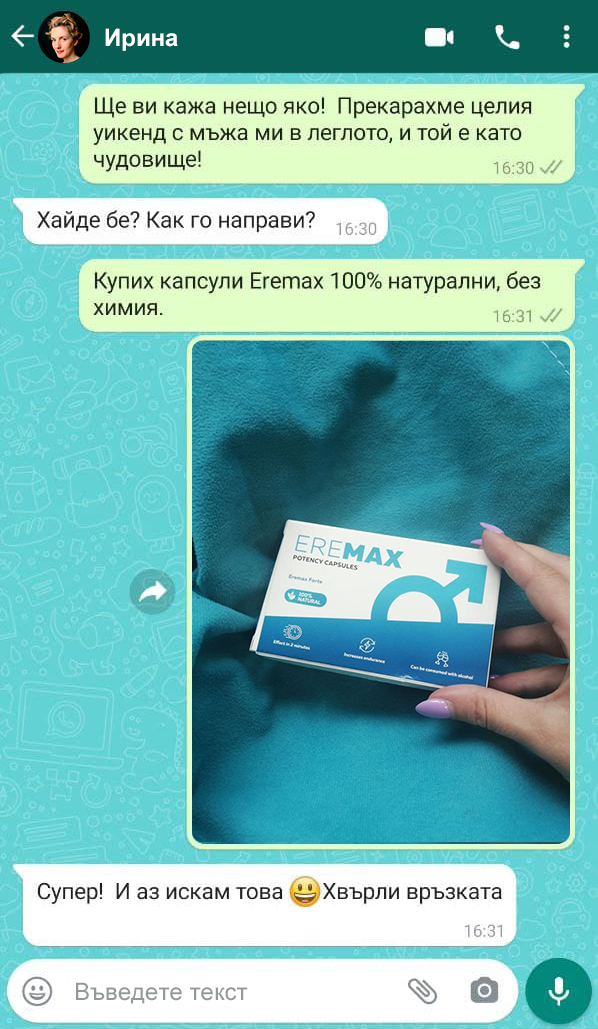 Ирина
Ще ви кажа нещо яко! Прекарахме целия
уикенд с мъжа ми в леглото, и той е като
чудовище!
16:30
Хайде бе? Как го направи?
16:30
Купих капсули Eremax 100% натурални, без
химия.
16:31
EREMAX
POTENCY CAPSULES
Eremax Forte
100%
NATURAL
Effect in 3 minutes
Increases endurance
Can be consumed with alcohol
Супер! И аз искам това 😃Хвърли връзката
16:31
Въведете текст